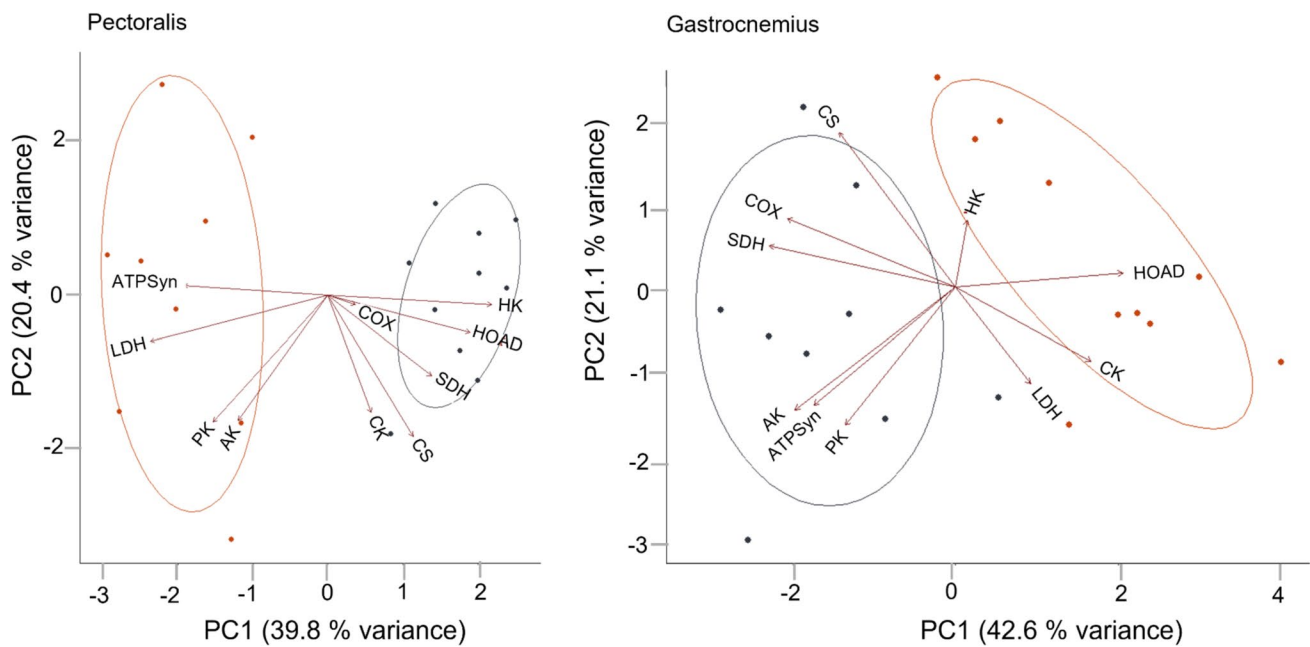 Pectoralis
PC2 (20.4 % variance)
2
0
-2
ATPSyn
LDH
PK
AK
COX
HK
HOAD
SDH
CK
CS
-3
-2
-1
0
1
2
PC1 (39.8 % variance)
Gastrocnemius
PC2 (21.1 % variance)
2
1
0
-1
-2
-3
CS
COX
SDH
HK
HOAD
CK
LDH
AK
ATPSyn
PK
-2
0
2
4
PC1 (42.6 % variance)